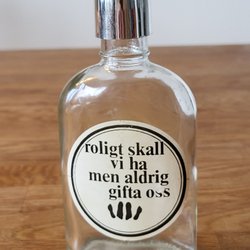 roligt skall
vi ha
men aldrig
gifta oss